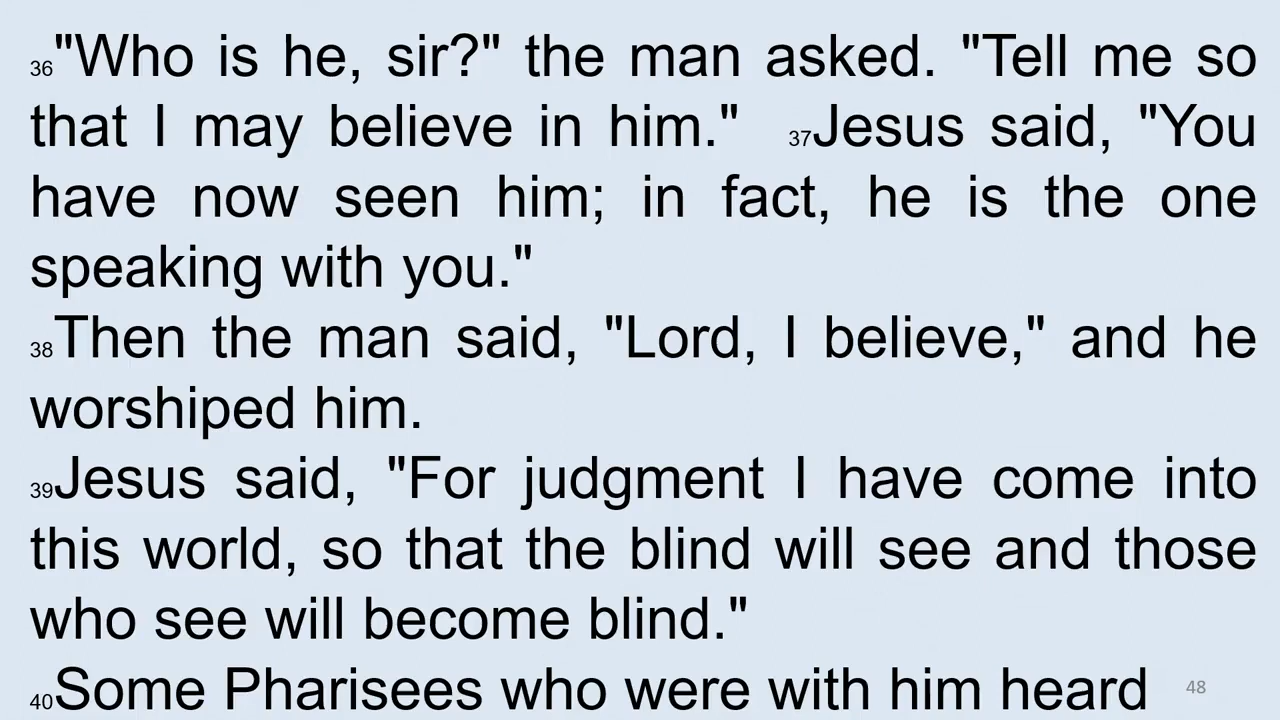 36"Who is he, sir?" the man asked. "Tell me so
that I may believe in him." 37Jesus said, "You
have now seen him; in fact, he is the one
speaking with you."
38Then the man said, "Lord, I believe," and he
worshiped him.
39Jesus said, "For judgment I have come into
this world, so that the blind will see and those
who see will become blind."
40Some Pharisees who were with him heard
48